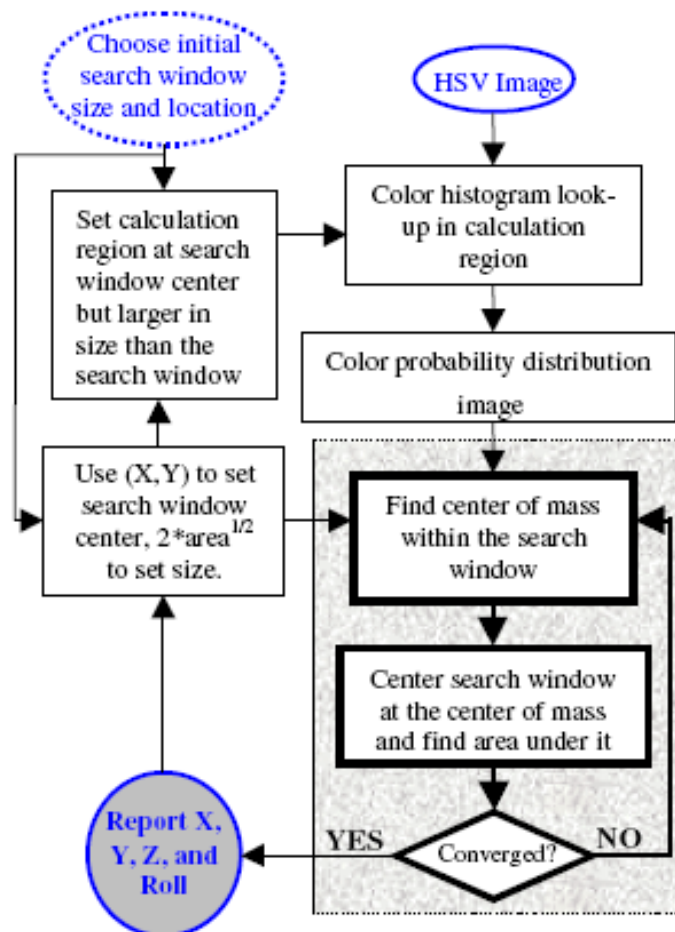 Choose initial
search window
size and location
HSV Image
Set calculation
region at search
window center
but larger in
size than the
search window
Color histogram look-
up in calculation
region
Color probability distribution
image
Use (X,Y) to set
search window
center, 2*area^1/2
to set size.
Find center of mass
within the search
window
Center search window
at the center of mass
and find area under it
Report X,
Y, Z, and
Roll
YES
Converged?
NO